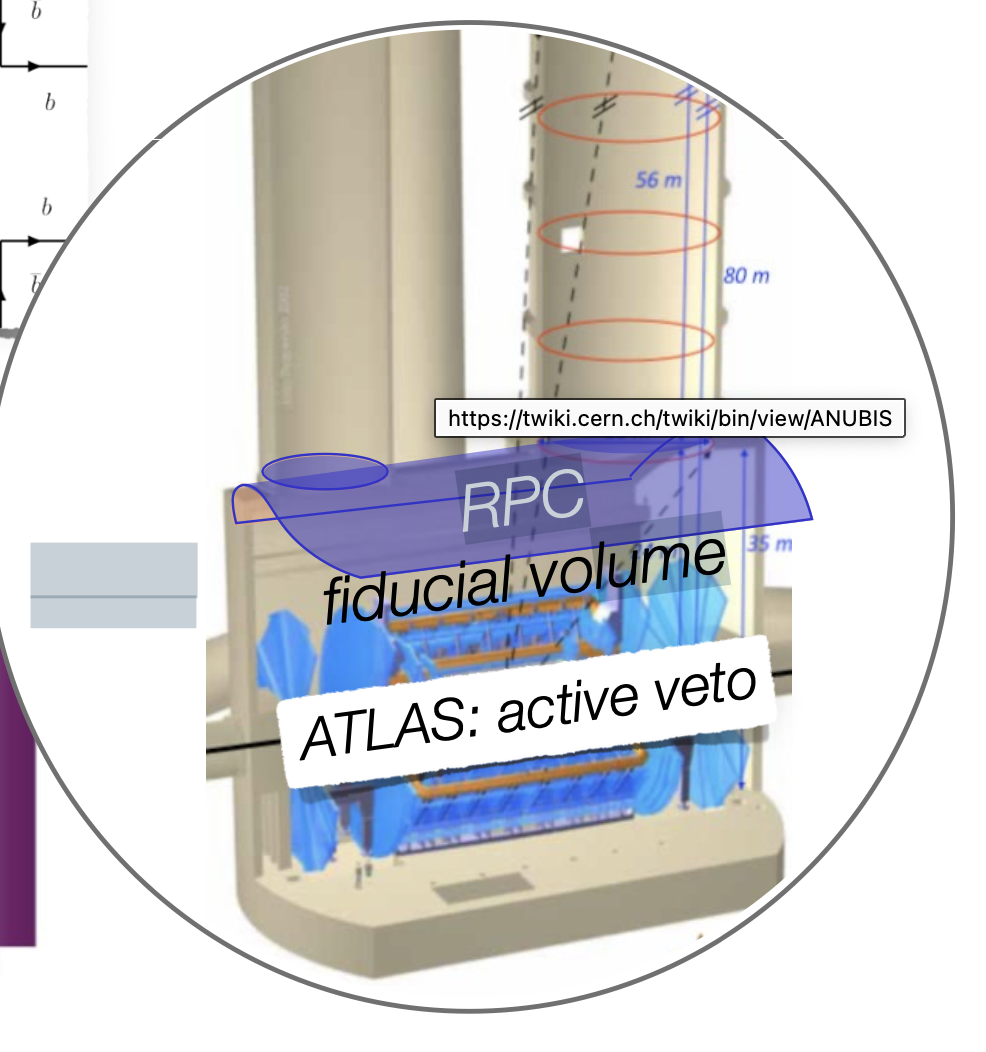 b
b
b
b̄
56 m
80 m
https://twiki.cern.ch/twiki/bin/view/ANUBIS
RPC
35 m
fiducial volume
ATLAS: active veto